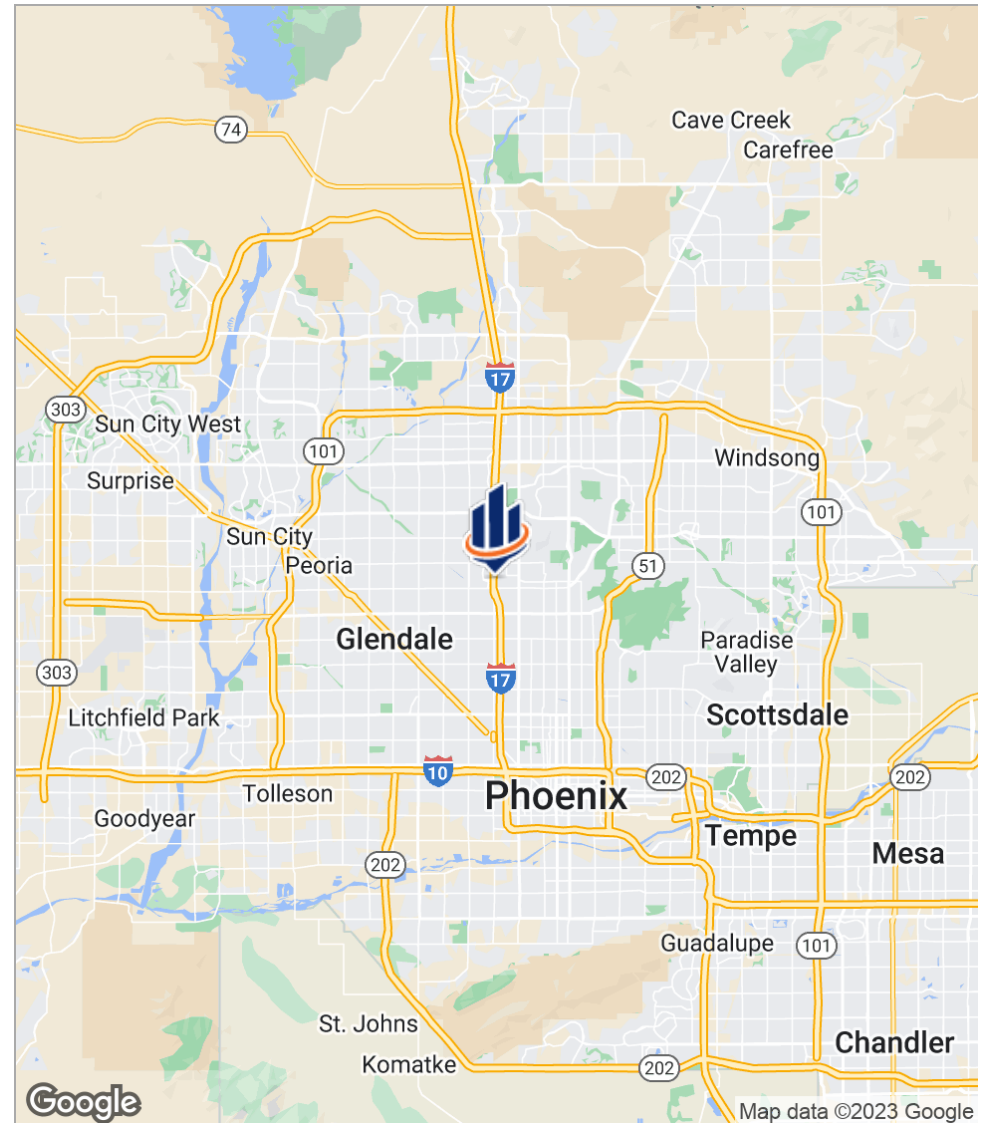 74
Cave Creek
Carefree
17
303
Sun City West
101
Windsong
Surprise
101
Sun City
Peoria
51
Glendale
Paradise
Valley
303
17
Litchfield Park
Scottsdale
10
202
202
Tolleson
Phoenix
Goodyear
Tempe
Mesa
202
Guadalupe
101
St. Johns
Chandler
Komatke
202
Google
Map data ©2023 Google